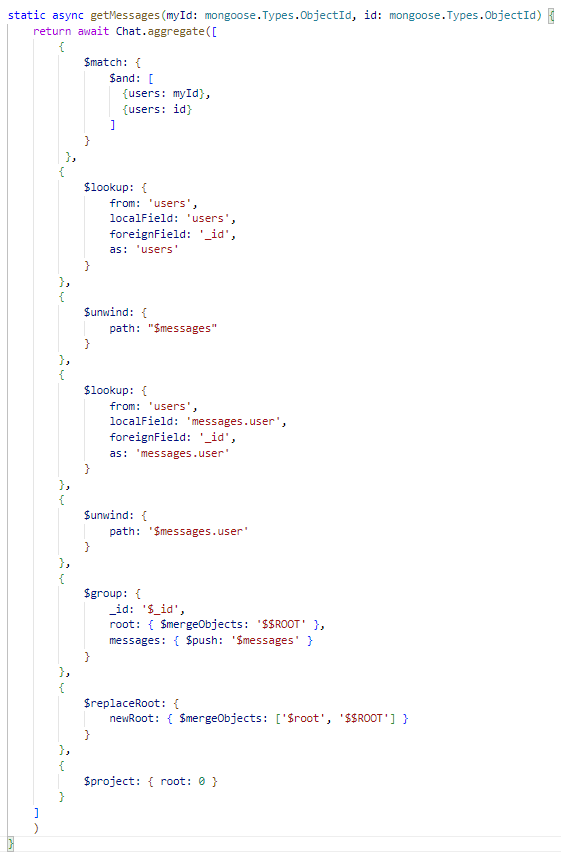 static async getMessages(myId: mongoose.Types.ObjectId, id: mongoose.Types.ObjectId) {
    return await Chat.aggregate([
        {
            $match: {
                $and: [
                  {users: myId},
                  {users: id}
                ]
            }
         },
        {
            $lookup: {
                from: 'users',
                localField: 'users',
                foreignField: '_id',
                as: 'users'
            }
        },
        {
            $unwind: {
                path: "$messages"
            }
        },
        {
            $lookup: {
                from: 'users',
                localField: 'messages.user',
                foreignField: '_id',
                as: 'messages.user'
            }
        },
        {
            $unwind: {
                path: '$messages.user'
            }
        },
        {
            $group: {
                _id: '$_id',
                root: { $mergeObjects: '$$ROOT' },
                messages: { $push: '$messages' }
            }
        },
        {
            $replaceRoot: {
                newRoot: { $mergeObjects: ['$root', '$$ROOT'] }
            }
        },
        {
            $project: { root: 0 }
        }
    ]
    )
}